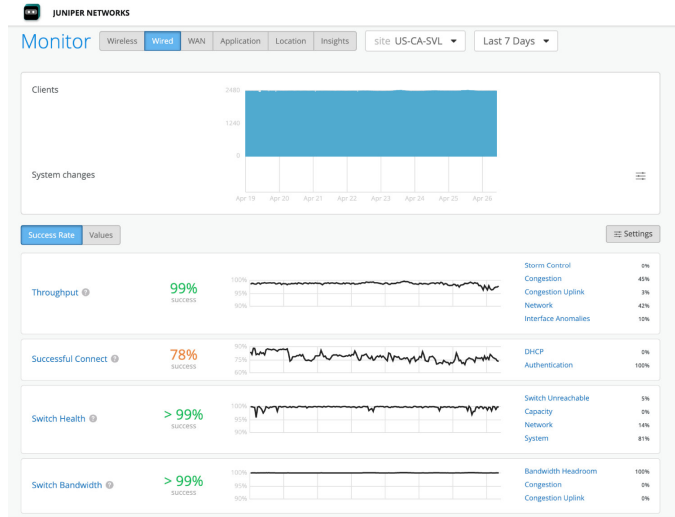 JUNIPER NETWORKS
Monitor Wireless Wired WAN Application Location Insights site US-CA-SVL Last 7 Days
Clients
2480
1240
0
System changes
Apr 19 Apr 20 Apr 21 Apr 22 Apr 23 Apr 24 Apr 25 Apr 26
Success Rate Values Settings
Throughput ? 99% success
100%
95%
90%
Storm Control 0%
Congestion 45%
Congestion Uplink 3%
Network 42%
Interface Anomalies 10%
Successful Connect ? 78% success
90%
75%
60%
DHCP 0%
Authentication 100%
Switch Health ? > 99% success
100%
95%
90%
Switch Unreachable 5%
Capacity 0%
Network 14%
System 81%
Switch Bandwidth ? > 99% success
100%
95%
90%
Bandwidth Headroom 100%
Congestion 0%
Congestion Uplink 0%